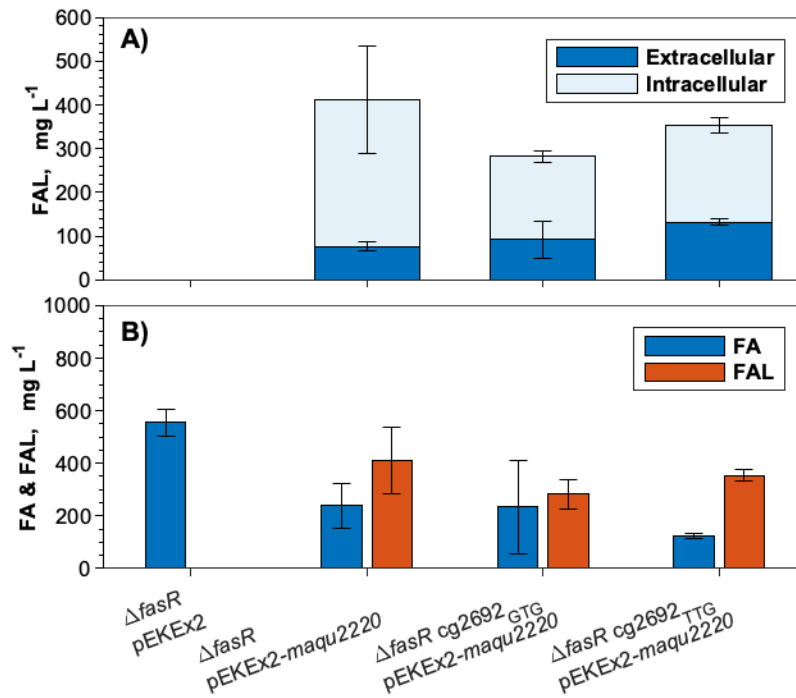 A)
FAL, mg L⁻¹
600
500
400
300
200
100
0
Extracellular
Intracellular
B)
FA & FAL, mg L⁻¹
1000
800
600
400
200
0
FA
FAL
ΔfasR
pEKEx2
ΔfasR
pEKEx2-maqu2220
ΔfasR cg2692GTG
pEKEx2-maqu2220
ΔfasR cg2692TTG
pEKEx2-maqu2220